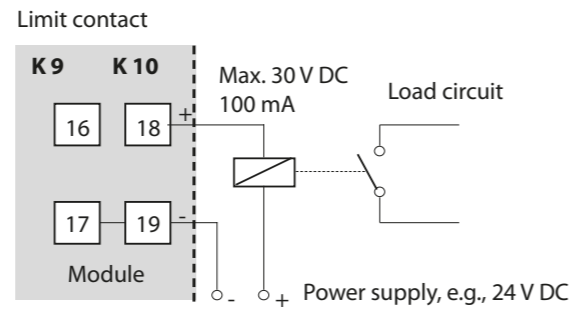 Limit contact
K 9 K 10
Max. 30 V DC
100 mA
Load circuit
16 18 +
17 19 -
Module
- + Power supply, e.g., 24 V DC